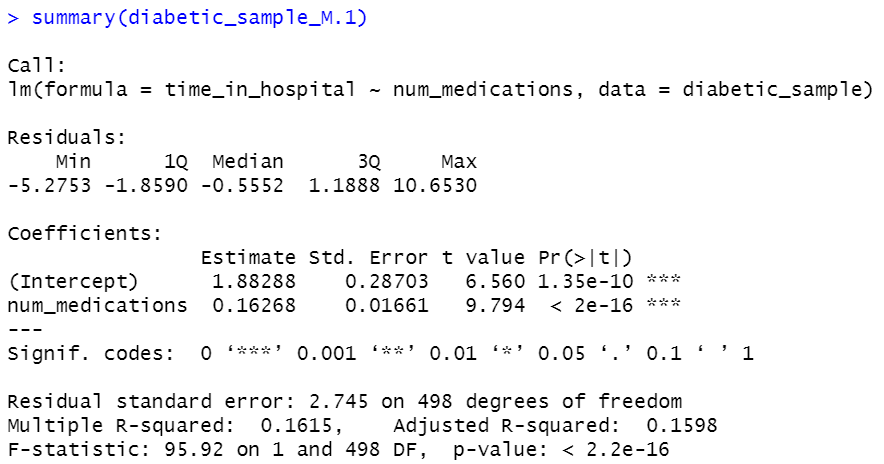 > summary(diabetic_sample_M.1)
Call:
lm(formula = time_in_hospital ~ num_medications, data = diabetic_sample)
Residuals:
    Min      1Q  Median      3Q     Max
-5.2753 -1.8590 -0.5552  1.1888 10.6530
Coefficients:
                Estimate Std. Error t value Pr(>|t|)
(Intercept)      1.88288    0.28703   6.560 1.35e-10 ***
num_medications  0.16268    0.01661   9.794  < 2e-16 ***
---
Signif. codes:  0 ‘***’ 0.001 ‘**’ 0.01 ‘*’ 0.05 ‘.’ 0.1 ‘ ’ 1
Residual standard error: 2.745 on 498 degrees of freedom
Multiple R-squared:  0.1615,    Adjusted R-squared:  0.1598
F-statistic: 95.92 on 1 and 498 DF,  p-value: < 2.2e-16